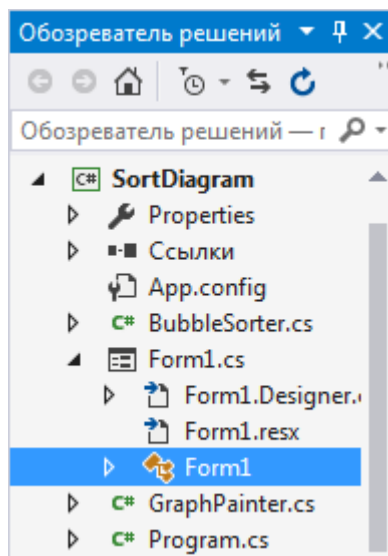 Обозреватель решений
Обозреватель решений — г
C# SortDiagram
Properties
Ссылки
App.config
C# BubbleSorter.cs
Form1.cs
Form1.Designer.
Form1.resx
Form1
C# GraphPainter.cs
C# Program.cs